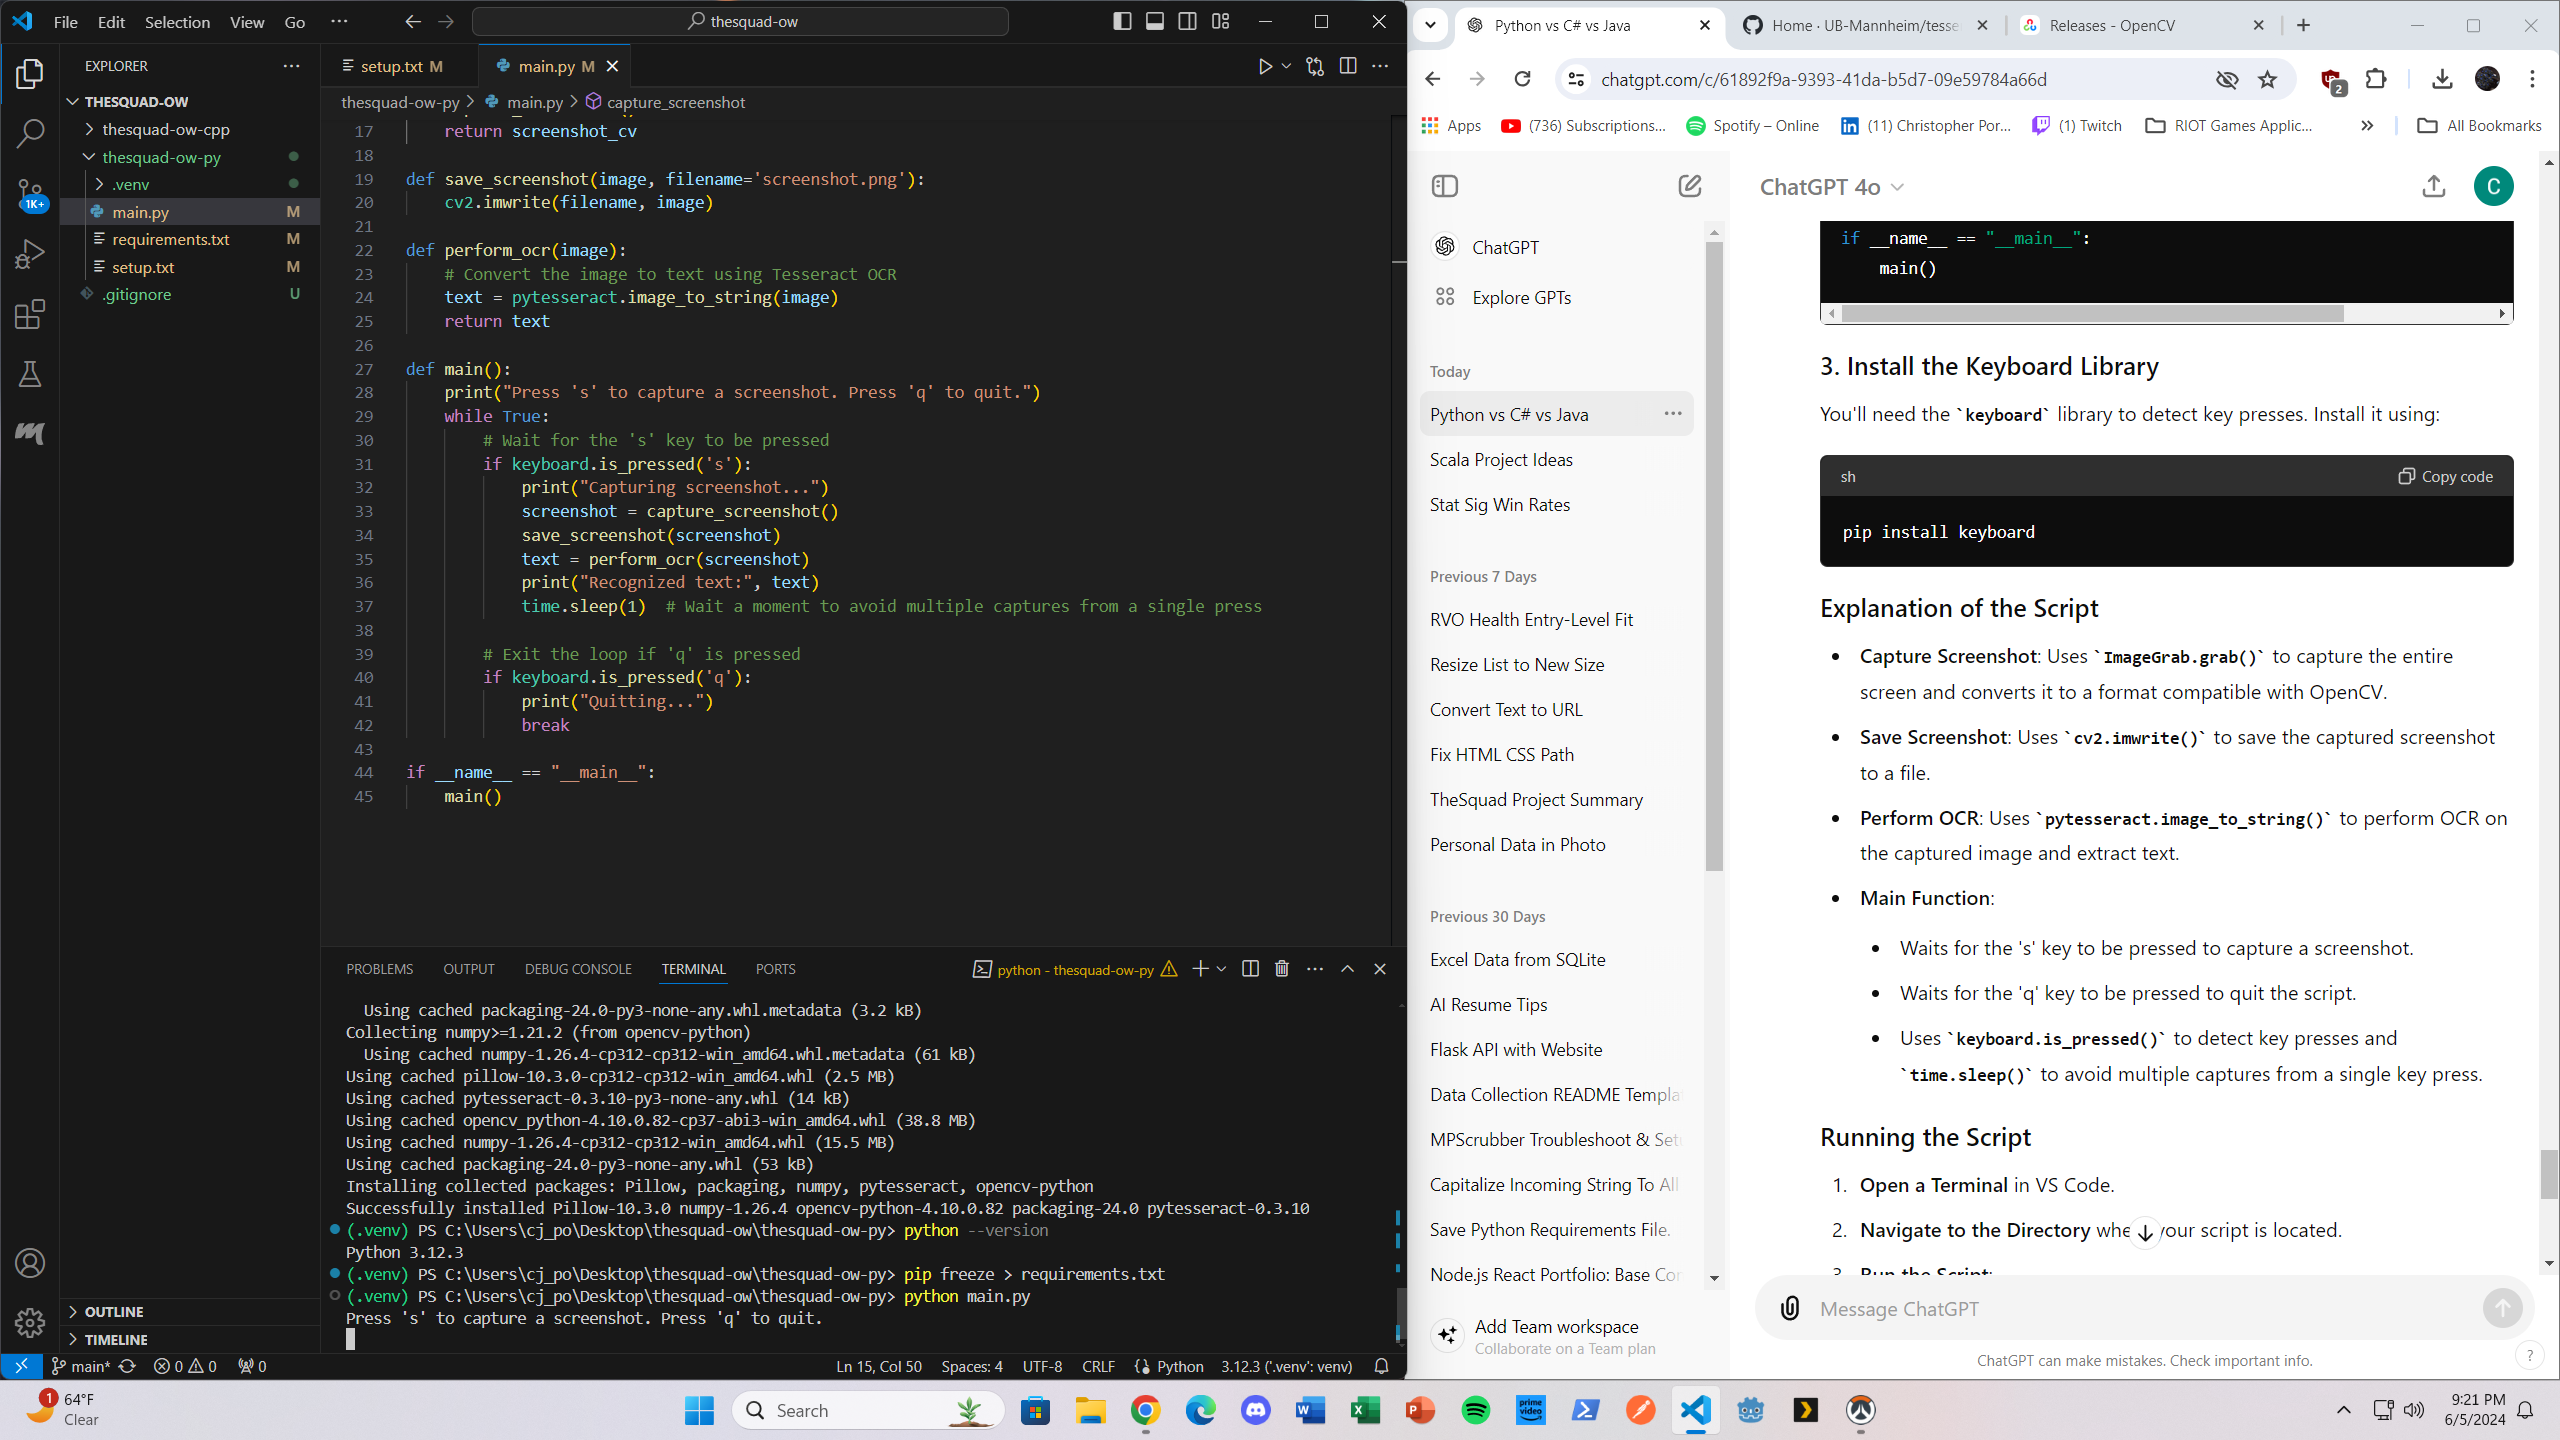 File Edit Selection View Go ···
thesquad-ow
EXPLORER
THESQUAD-OW
thesquad-ow-cpp
thesquad-ow-py
.venv
main.py M
requirements.txt M
setup.txt M
.gitignore U
OUTLINE
TIMELINE
1K+
setup.txt M
main.py M
thesquad-ow-py > main.py > capture_screenshot
17 return screenshot_cv
18
19 def save_screenshot(image, filename='screenshot.png'):
20 cv2.imwrite(filename, image)
21
22 def perform_ocr(image):
23 # Convert the image to text using Tesseract OCR
24 text = pytesseract.image_to_string(image)
25 return text
26
27 def main():
28 print("Press 's' to capture a screenshot. Press 'q' to quit.")
29 while True:
30 # Wait for the 's' key to be pressed
31 if keyboard.is_pressed('s'):
32 print("Capturing screenshot...")
33 screenshot = capture_screenshot()
34 save_screenshot(screenshot)
35 text = perform_ocr(screenshot)
36 print("Recognized text:", text)
37 time.sleep(1) # Wait a moment to avoid multiple captures from a single press
38
39 # Exit the loop if 'q' is pressed
40 if keyboard.is_pressed('q'):
41 print("Quitting...")
42 break
43
44 if __name__ == "__main__":
45 main()
PROBLEMS OUTPUT DEBUG CONSOLE TERMINAL PORTS
python - thesquad-ow-py
Using cached packaging-24.0-py3-none-any.whl.metadata (3.2 kB)
Collecting numpy>=1.21.2 (from opencv-python)
Using cached numpy-1.26.4-cp312-cp312-win_amd64.whl.metadata (61 kB)
Using cached pillow-10.3.0-cp312-cp312-win_amd64.whl (2.5 MB)
Using cached pytesseract-0.3.10-py3-none-any.whl (14 kB)
Using cached opencv_python-4.10.0.82-cp37-abi3-win_amd64.whl (38.8 MB)
Using cached numpy-1.26.4-cp312-cp312-win_amd64.whl (15.5 MB)
Using cached packaging-24.0-py3-none-any.whl (53 kB)
Installing collected packages: Pillow, packaging, numpy, pytesseract, opencv-python
Successfully installed Pillow-10.3.0 numpy-1.26.4 opencv-python-4.10.0.82 packaging-24.0 pytesseract-0.3.10
(.venv) PS C:\Users\cj_po\Desktop\thesquad-ow\thesquad-ow-py> python --version
Python 3.12.3
(.venv) PS C:\Users\cj_po\Desktop\thesquad-ow\thesquad-ow-py> pip freeze > requirements.txt
(.venv) PS C:\Users\cj_po\Desktop\thesquad-ow\thesquad-ow-py> python main.py
Press 's' to capture a screenshot. Press 'q' to quit.
main* 0 0 0 Ln 15, Col 50 Spaces: 4 UTF-8 CRLF Python 3.12.3 ('.venv': venv)
Python vs C# vs Java
Home · UB-Mannheim/tesse
Releases - OpenCV
chatgpt.com/c/61892f9a-9393-41da-b5d7-09e59784a66d
2
Apps (736) Subscriptions... Spotify – Online (11) Christopher Por... (1) Twitch RIOT Games Applic... » All Bookmarks
ChatGPT
Explore GPTs
Today
Python vs C# vs Java
Scala Project Ideas
Stat Sig Win Rates
Previous 7 Days
RVO Health Entry-Level Fit
Resize List to New Size
Convert Text to URL
Fix HTML CSS Path
TheSquad Project Summary
Personal Data in Photo
Previous 30 Days
Excel Data from SQLite
AI Resume Tips
Flask API with Website
Data Collection README Templa
MPScrubber Troubleshoot & Set
Capitalize Incoming String To All
Save Python Requirements File.
Node.js React Portfolio: Base Co
Add Team workspace
Collaborate on a Team plan
ChatGPT 4o
C
if __name__ == "__main__":
main()
3. Install the Keyboard Library
You'll need the `keyboard` library to detect key presses. Install it using:
sh Copy code
pip install keyboard
Explanation of the Script
• Capture Screenshot: Uses `ImageGrab.grab()` to capture the entire
screen and converts it to a format compatible with OpenCV.
• Save Screenshot: Uses `cv2.imwrite()` to save the captured screenshot
to a file.
• Perform OCR: Uses `pytesseract.image_to_string()` to perform OCR on
the captured image and extract text.
• Main Function:
• Waits for the 's' key to be pressed to capture a screenshot.
• Waits for the 'q' key to be pressed to quit the script.
• Uses `keyboard.is_pressed()` to detect key presses and
`time.sleep()` to avoid multiple captures from a single key press.
Running the Script
1. Open a Terminal in VS Code.
2. Navigate to the Directory whe your script is located.
3. Run the Script:
Message ChatGPT
ChatGPT can make mistakes. Check important info.
?
1
64°F
Clear
Search
prime video
9:21 PM
6/5/2024